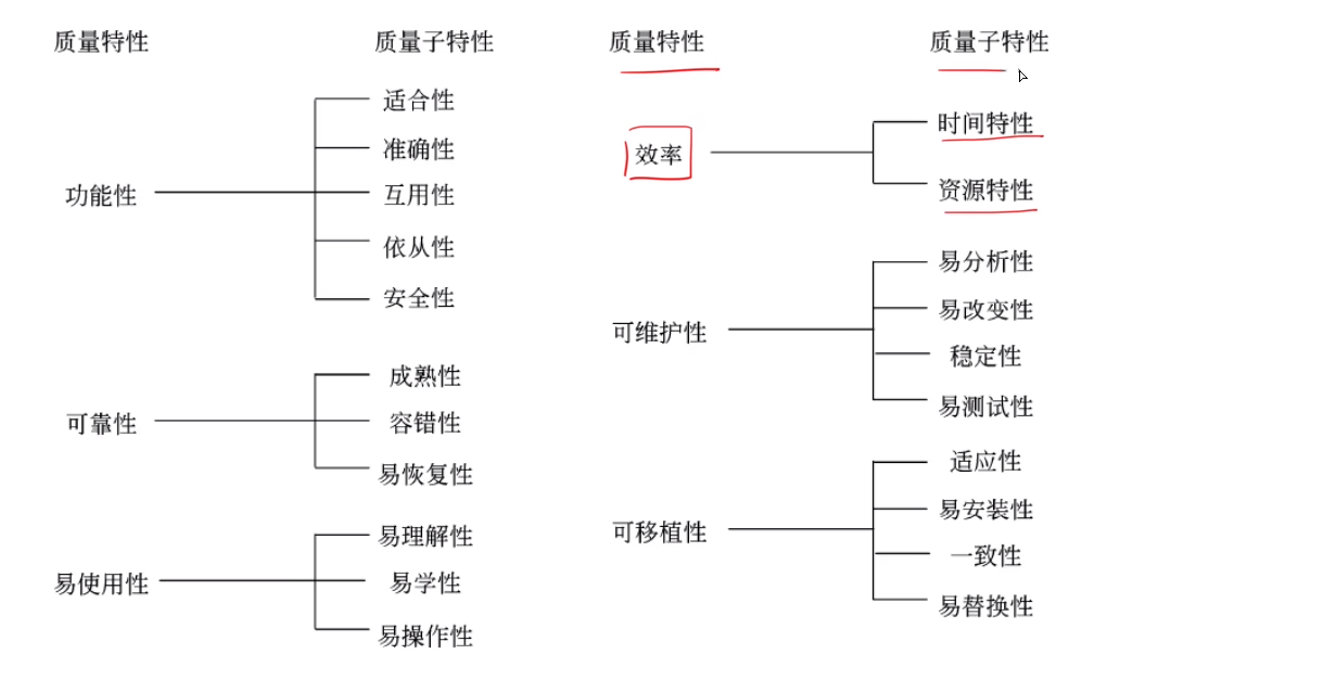 质量特性
质量子特性
功能性
适合性
准确性
互用性
依从性
安全性
可靠性
成熟性
容错性
易恢复性
易使用性
易理解性
易学性
易操作性
质量特性
质量子特性
效率
时间特性
资源特性
可维护性
易分析性
易改变性
稳定性
易测试性
可移植性
适应性
易安装性
一致性
易替换性